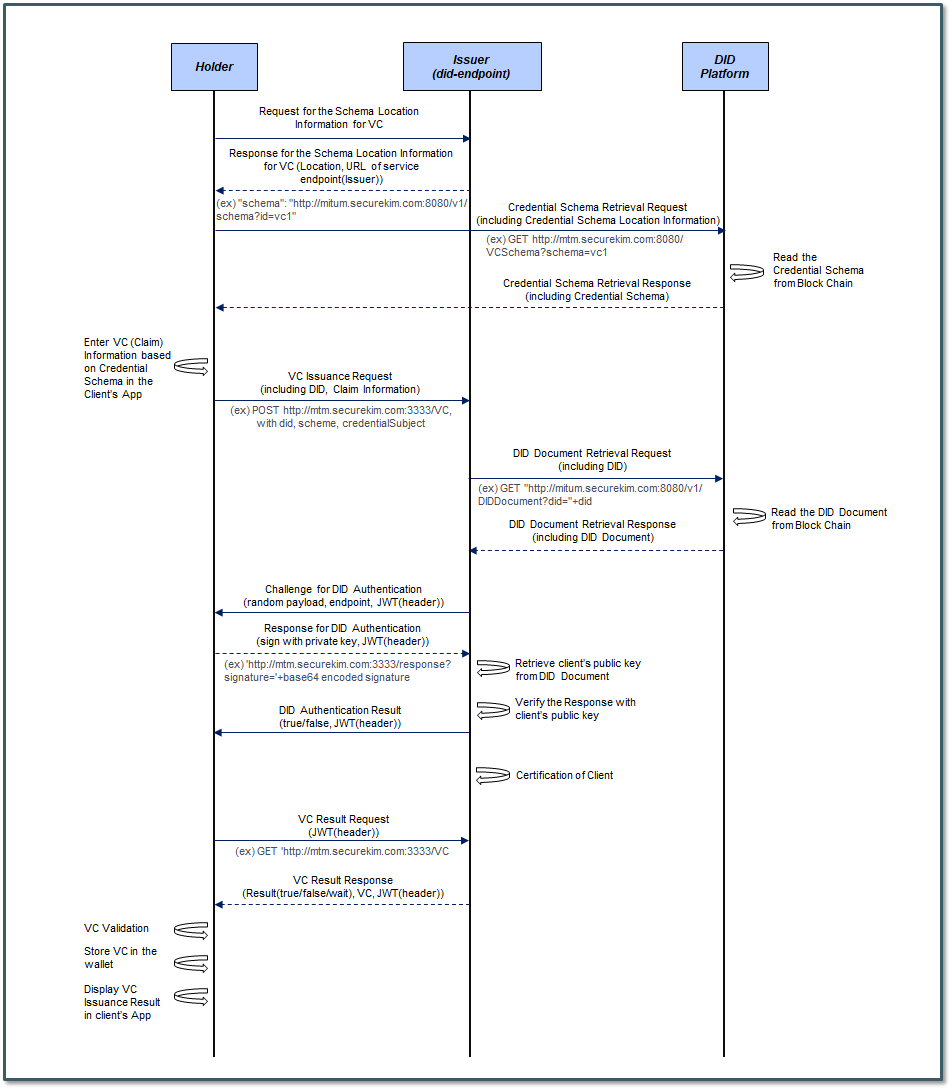 Holder
Issuer
(did-endpoint)
DID
Platform
Request for the Schema Location
Information for VC
Response for the Schema Location Information
for VC (Location, URL of service
endpoint(Issuer))
(ex) "schema": "http://mitum.securekim.com:8080/v1/
schema?id=vc1"
Credential Schema Retrieval Request
(including Credential Schema Location Information)
(ex) GET http://mtm.securekim.com:8080/
VCSchema?schema=vc1
Read the
Credential Schema
from Block Chain
Credential Schema Retrieval Response
(including Credential Schema)
Enter VC (Claim)
Information based
on Credential
Schema in the
Client's App
VC Issuance Request
(including DID, Claim Information)
(ex) POST http://mtm.securekim.com:3333/VC,
with did, scheme, credentialSubject
DID Document Retrieval Request
(including DID)
(ex) GET "http://mitum.securekim.com:8080/v1/
DIDDocument?did="+did
Read the DID Document
from Block Chain
DID Document Retrieval Response
(including DID Document)
Challenge for DID Authentication
(random payload, endpoint, JWT(header))
Response for DID Authentication
(sign with private key, JWT(header))
(ex) 'http://mtm.securekim.com:3333/response?
signature='+base64 encoded signature
Retrieve client's public key
from DID Document
DID Authentication Result
(true/false, JWT(header))
Verify the Response with
client's public key
Certification of Client
VC Result Request
(JWT(header))
(ex) GET 'http://mtm.securekim.com:3333/VC
VC Result Response
(Result(true/false/wait), VC, JWT(header))
VC Validation
Store VC in the
wallet
Display VC
Issuance Result
in client's App